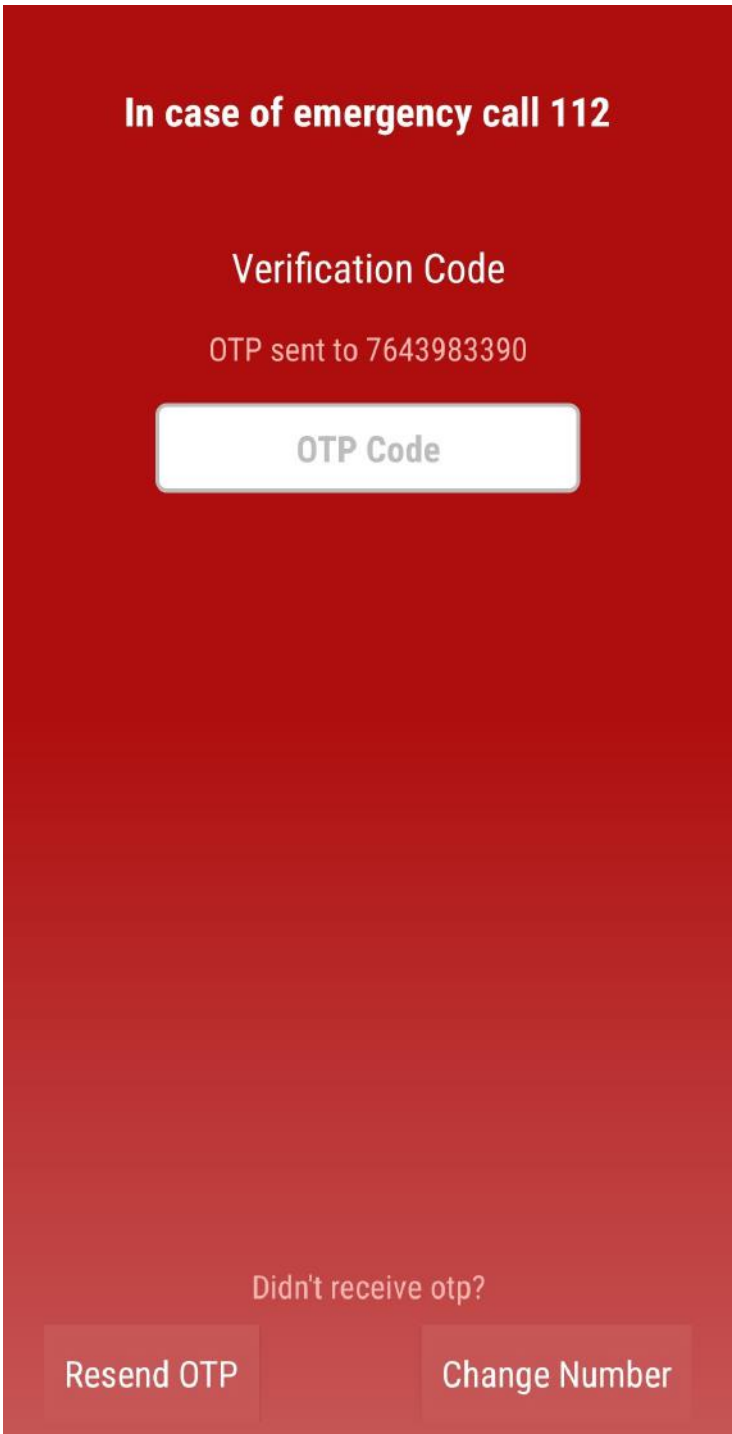 In case of emergency call 112
Verification Code
OTP sent to 7643983390
OTP Code
Didn't receive otp?
Resend OTP
Change Number